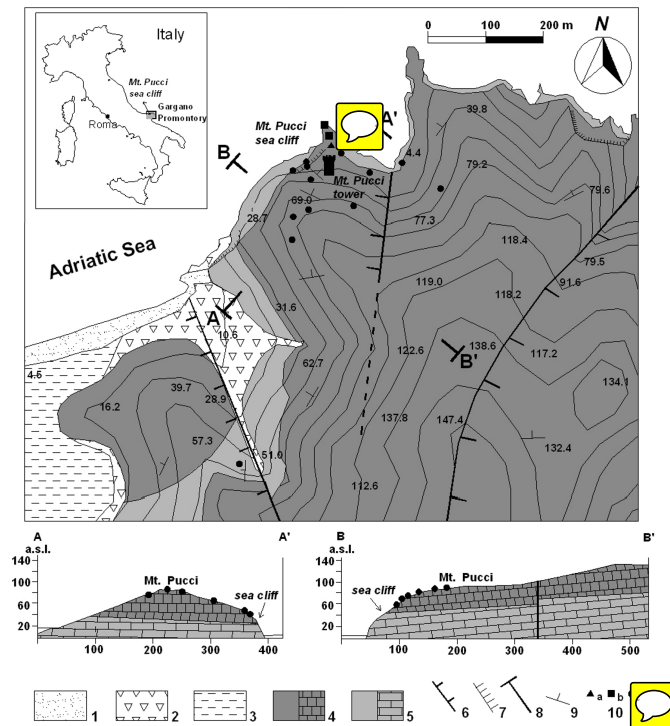 Italy
Mt. Pucci
sea cliff
Gargano
Promontory
Roma
0 100 200 m
N
Mt. Pucci
sea cliff
A'
B
39.8
4.4
79.2
Mt. Pucci
tower
79.6
69.0
28.7
77.3
118.4
Adriatic Sea
79.5
119.0
91.6
118.2
31.6
A
10.6
138.6
B'
117.2
122.6
4.5
62.7
134.1
39.7
28.9
16.2
137.8
147.4
57.3
132.4
51.0
112.6
A A' B B'
a.s.l. a.s.l.
140 140
100 Mt. Pucci 100 Mt. Pucci
60 sea cliff 60 sea cliff
20 20
0 100 200 300 400 100 200 300 400 500
1 2 3 4 5 6 7 8 9 a b 10